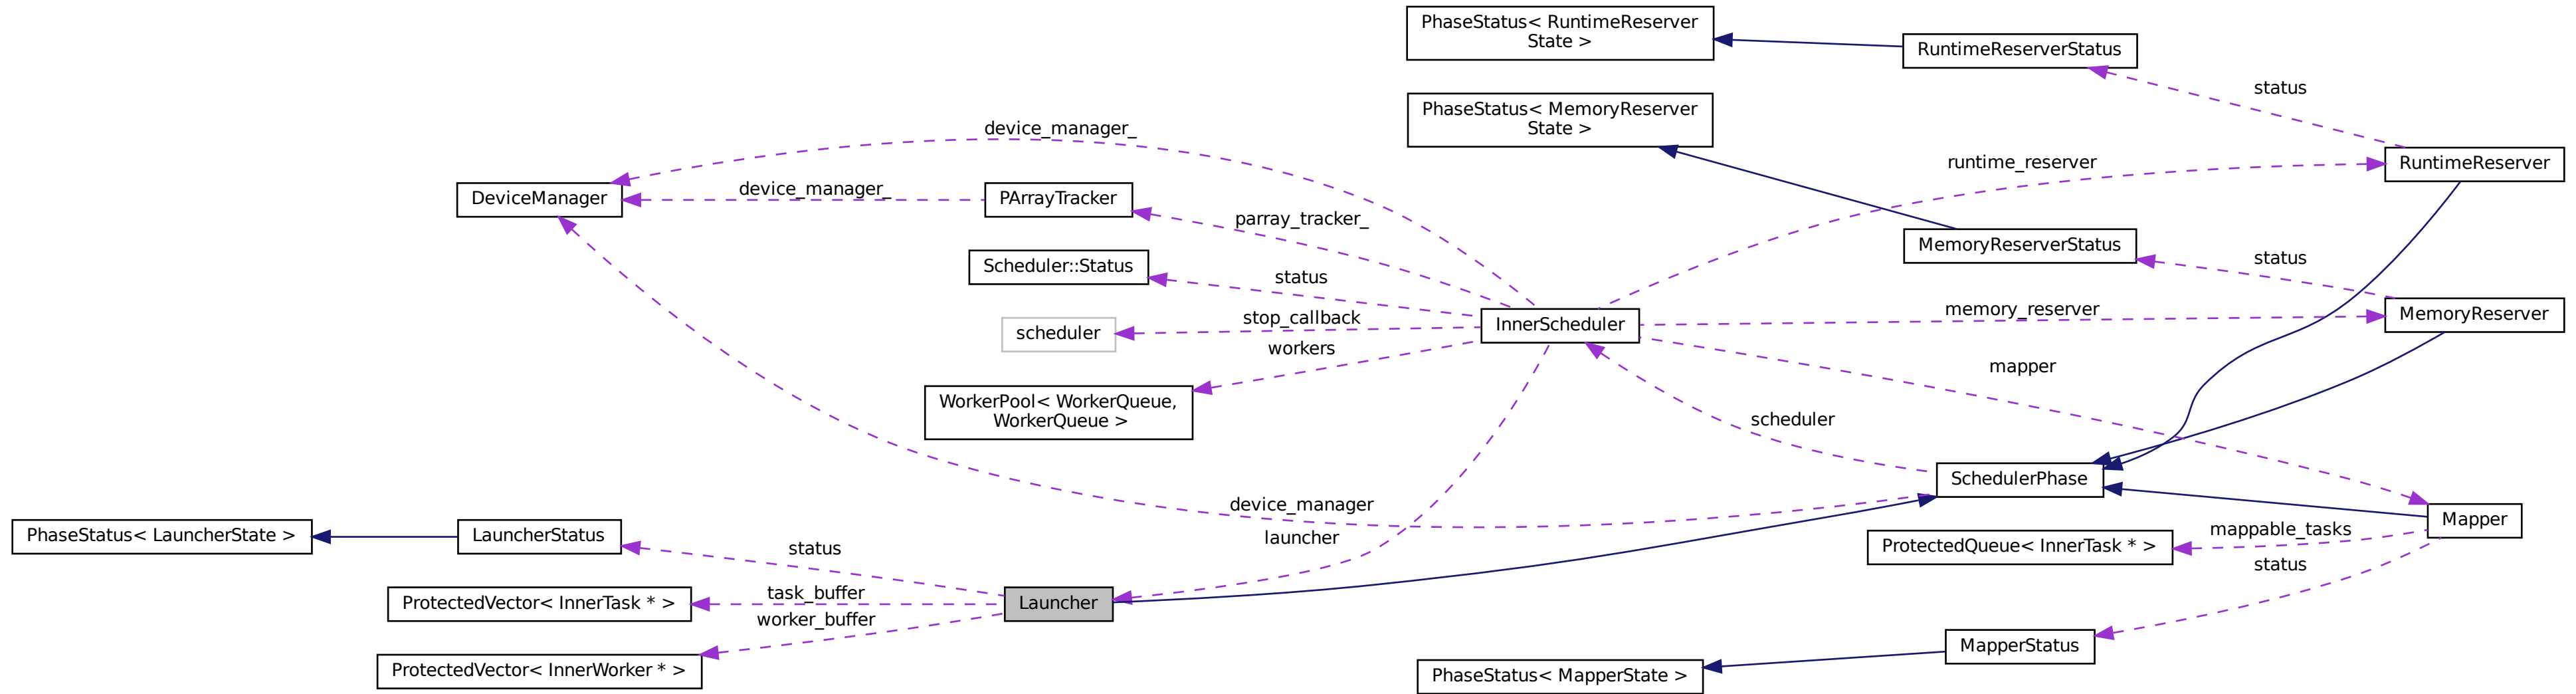 PhaseStatus< RuntimeReserver
State >
RuntimeReserverStatus
status
PhaseStatus< MemoryReserver
State >
device_manager_
runtime_reserver
RuntimeReserver
DeviceManager
device_manager_
PArrayTracker
parray_tracker_
MemoryReserverStatus
status
Scheduler::Status
status
scheduler
stop_callback
InnerScheduler
memory_reserver
MemoryReserver
workers
mapper
WorkerPool< WorkerQueue,
WorkerQueue >
scheduler
SchedulerPhase
device_manager
launcher
Mapper
PhaseStatus< LauncherState >
LauncherStatus
status
mappable_tasks
ProtectedQueue< InnerTask * >
status
ProtectedVector< InnerTask * >
task_buffer
Launcher
worker_buffer
ProtectedVector< InnerWorker * >
MapperStatus
PhaseStatus< MapperState >